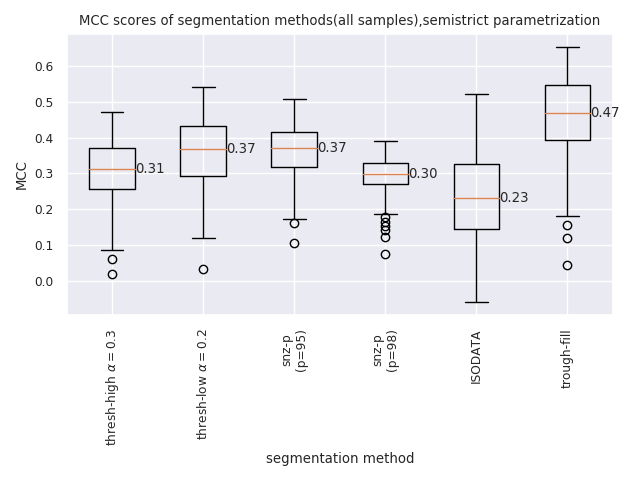 MCC scores of segmentation methods(all samples),semistrict parametrization
MCC
0.6
0.5
0.4
0.3
0.2
0.1
0.0
0.31
0.37
0.37
0.30
0.23
0.47
thresh-high α = 0.3
thresh-low α = 0.2
snz-p
(p=95)
snz-p
(p=98)
ISODATA
trough-fill
segmentation method